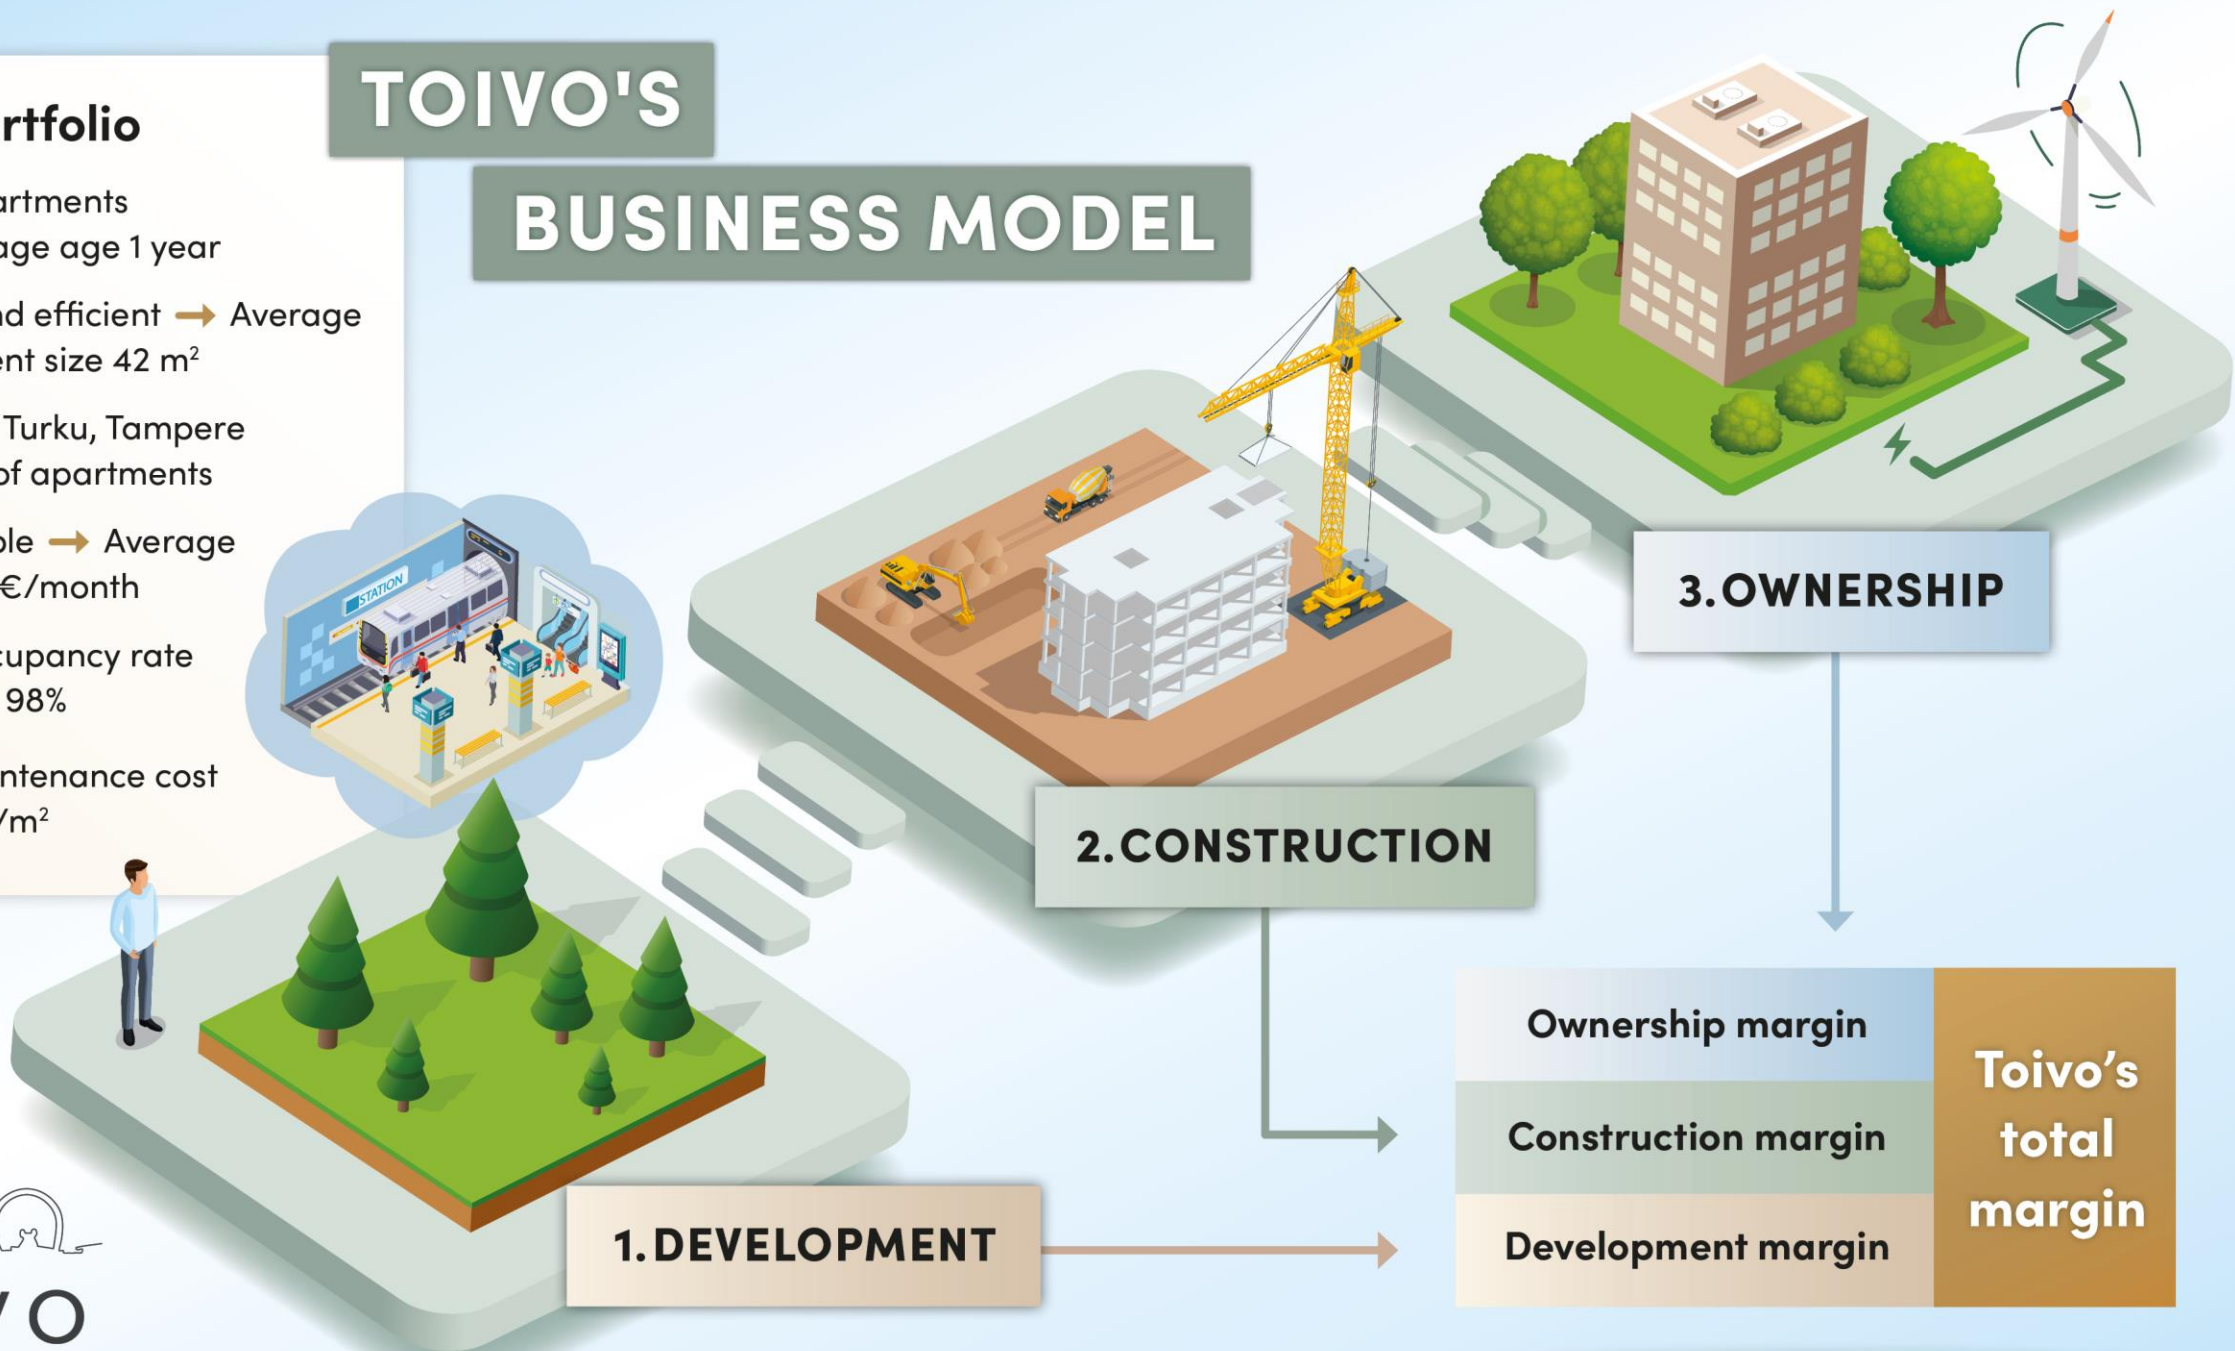 TOIVO'S
BUSINESS MODEL
rtfolio
artments
age age 1 year
nd efficient → Average
ent size 42 m²
Turku, Tampere
of apartments
ble → Average
€/month
cupancy rate
98%
ntenance cost
/m²
STATION
3.OWNERSHIP
2.CONSTRUCTION
1.DEVELOPMENT
Ownership margin
Construction margin
Development margin
Toivo's
total
margin
VO